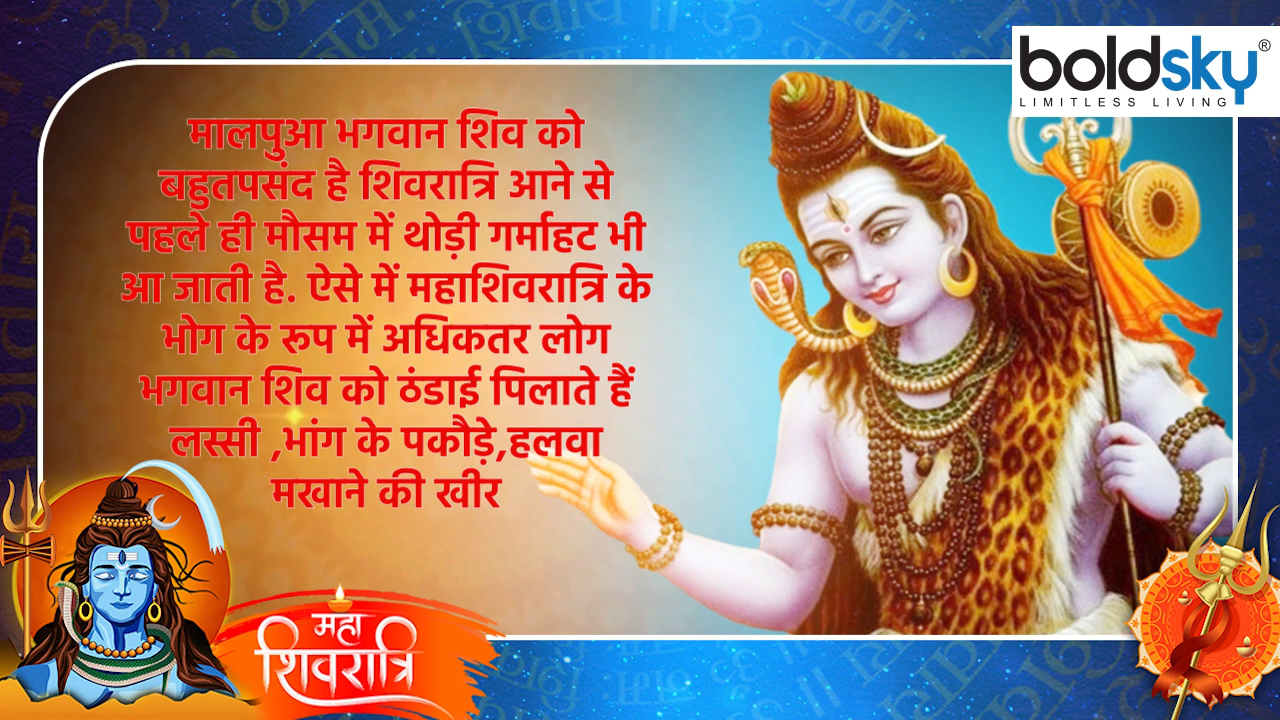 boldsky®
LIMITLESS LIVING
मालपुआ भगवान शिव को
बहुतपसंद है शिवरात्रि आने से
पहले ही मौसम में थोड़ी गर्माहट भी
आ जाती है. ऐसे में महाशिवरात्रि के
भोग के रूप में अधिकतर लोग
भगवान शिव को ठंडाई पिलाते हैं
लस्सी ,भांग के पकौड़े,हलवा
मखाने की खीर
महा
शिवरात्रि